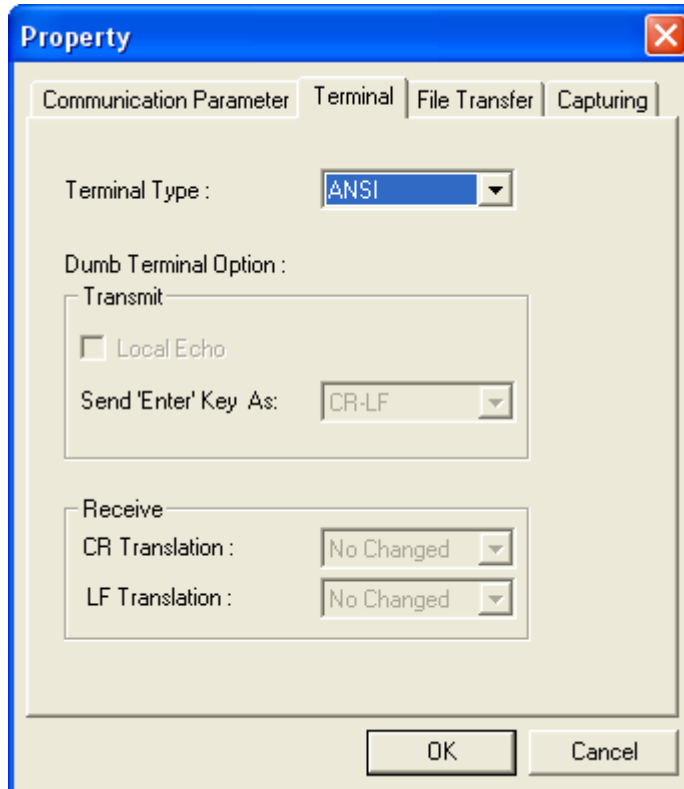 Property
Communication Parameter Terminal File Transfer Capturing
Terminal Type : ANSI
Dumb Terminal Option :
Transmit
Local Echo
Send 'Enter' Key As: CR-LF
Receive
CR Translation : No Changed
LF Translation : No Changed
OK Cancel